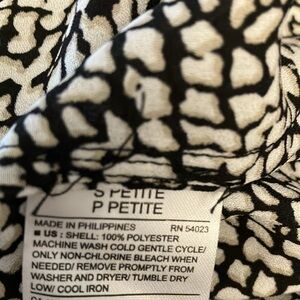 S PETITE
P PETITE
MADE IN PHILIPPINES RN 54023
■ US : SHELL: 100% POLYESTER
MACHINE WASH COLD GENTLE CYCLE/
ONLY NON-CHLORINE BLEACH WHEN
NEEDED/ REMOVE PROMPTLY FROM
WASHER AND DRYER/ TUMBLE DRY
LOW/ COOL IRON